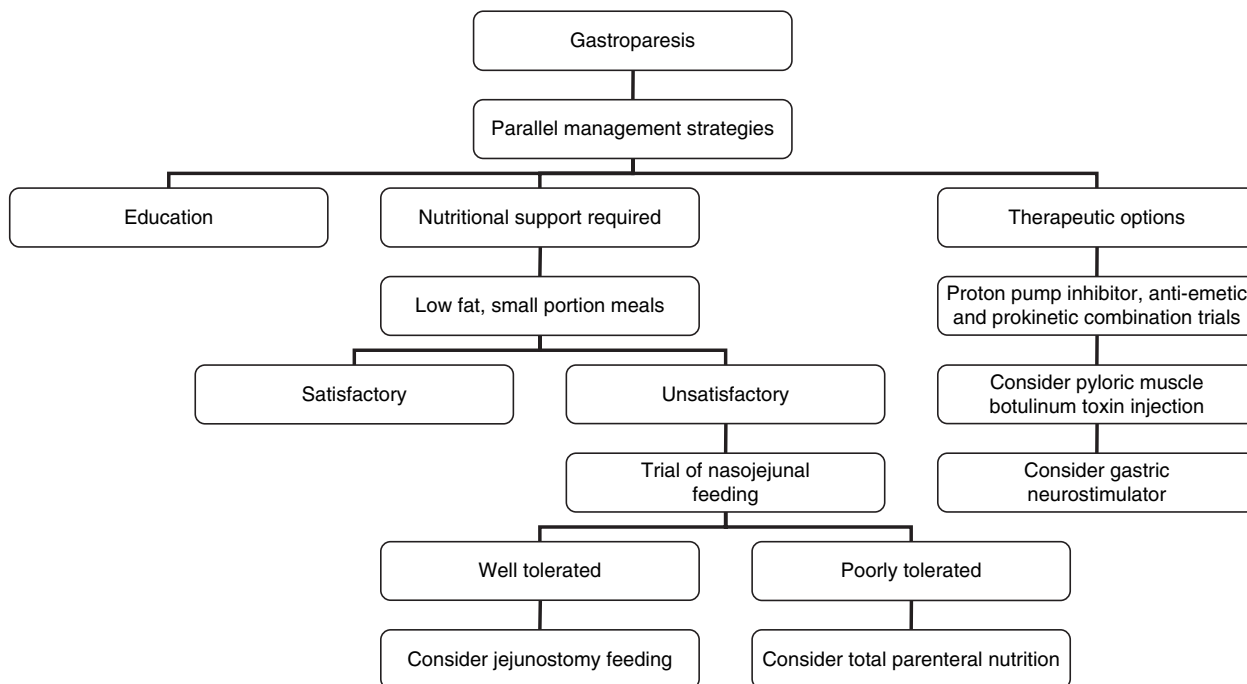 Gastroparesis
Parallel management strategies
Education
Nutritional support required
Therapeutic options
Low fat, small portion meals
Proton pump inhibitor, anti-emetic
and prokinetic combination trials
Satisfactory
Unsatisfactory
Consider pyloric muscle
botulinum toxin injection
Trial of nasojejunal
feeding
Consider gastric
neurostimulator
Well tolerated
Poorly tolerated
Consider jejunostomy feeding
Consider total parenteral nutrition